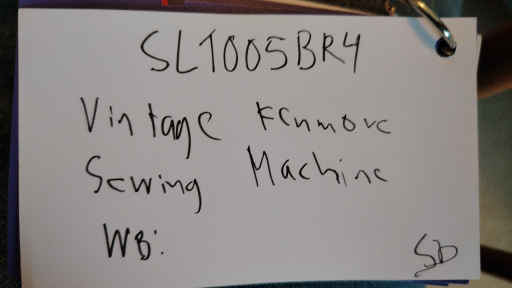 SL1005BR4
Vintage Kenmore
Sewing Machine
WB:
SD